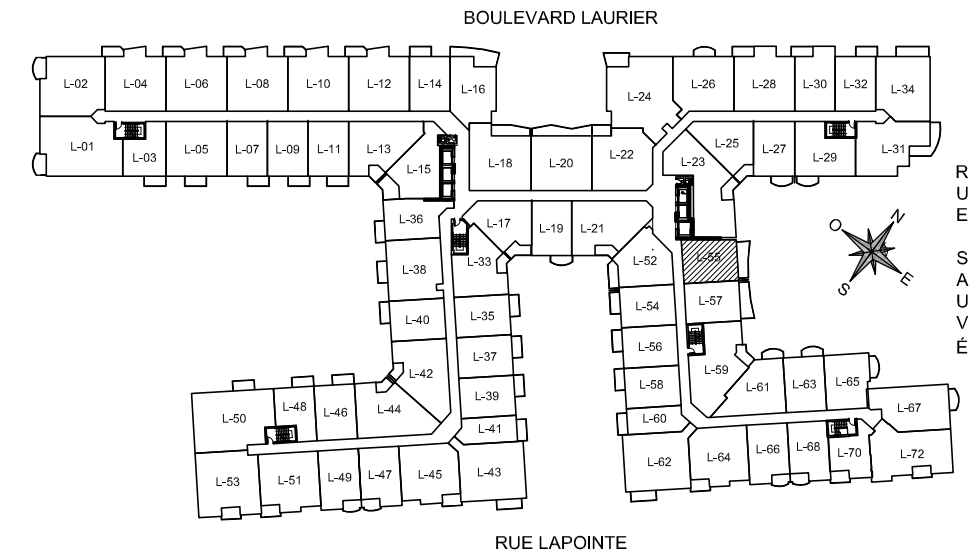 BOULEVARD LAURIER
L-02 L-04 L-06 L-08 L-10 L-12 L-14 L-16 L-24 L-26 L-28 L-30 L-32 L-34
L-01 L-03 L-05 L-07 L-09 L-11 L-13 L-15 L-18 L-20 L-22 L-23 L-25 L-27 L-29 L-31
L-36 L-17 L-19 L-21
L-38 L-33 L-52 L-55
L-40 L-35 L-54 L-57
L-42 L-37 L-56 L-59
L-50 L-48 L-46 L-44 L-39 L-58 L-61 L-63 L-65 L-67
L-41 L-60
L-53 L-51 L-49 L-47 L-45 L-43 L-62 L-64 L-66 L-68 L-70 L-72
RUE SAUVÉ
N
O
E
S
RUE LAPOINTE